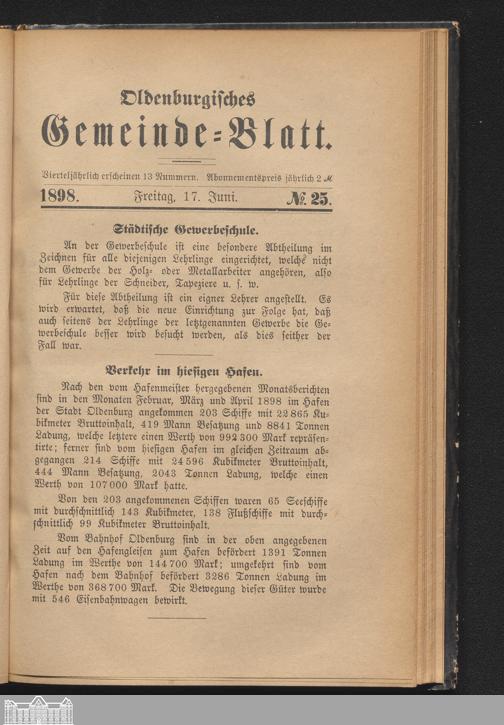 Oldenburgisches
Gemeinde=Blatt.
Vierteljährlich erscheinen 13 Nummern. Abonnementspreis jährlich 2 ℳ
1898. Freitag, 17. Juni. №. 25.
Städtische Gewerbeschule.
An der Gewerbeschule ist eine besondere Abtheilung im
Zeichnen für alle diejenigen Lehrlinge eingerichtet, welche nicht
dem Gewerbe der Holz- oder Metallarbeiter angehören, also
für Lehrlinge der Schneider, Tapeziere u. s. w.
Für diese Abtheilung ist ein eigner Lehrer angestellt. Es
wird erwartet, daß die neue Einrichtung zur Folge hat, daß
auch seitens der Lehrlinge der letztgenannten Gewerbe die Ge-
werbeschule besser wird besucht werden, als dies seither der
Fall war.
Verkehr im hiesigen Hafen.
Nach den vom Hafenmeister hergegebenen Monatsberichten
sind in den Monaten Februar, März und April 1898 im Hafen
der Stadt Oldenburg angekommen 203 Schiffe mit 22 865 Ku-
bikmeter Bruttoinhalt, 419 Mann Besatzung und 8841 Tonnen
Ladung, welche letztere einen Werth von 992 300 Mark repräsen-
tirte; ferner sind vom hiesigen Hafen im gleichen Zeitraum ab-
gegangen 214 Schiffe mit 24 596 Kubikmeter Bruttoinhalt,
444 Mann Besatzung, 2043 Tonnen Ladung, welche einen
Werth von 107 000 Mark hatte.
Von den 203 angekommenen Schiffen waren 65 Seeschiffe
mit durchschnittlich 143 Kubikmeter, 138 Flußschiffe mit durch-
schnittlich 99 Kubikmeter Bruttoinhalt.
Vom Bahnhof Oldenburg sind in der oben angegebenen
Zeit auf den Hafengleisen zum Hafen befördert 1391 Tonnen
Ladung im Werthe von 144 700 Mark; umgekehrt sind vom
Hafen nach dem Bahnhof befördert 3286 Tonnen Ladung im
Werthe von 368 700 Mark. Die Bewegung dieser Güter wurde
mit 546 Eisenbahnwagen bewirkt.